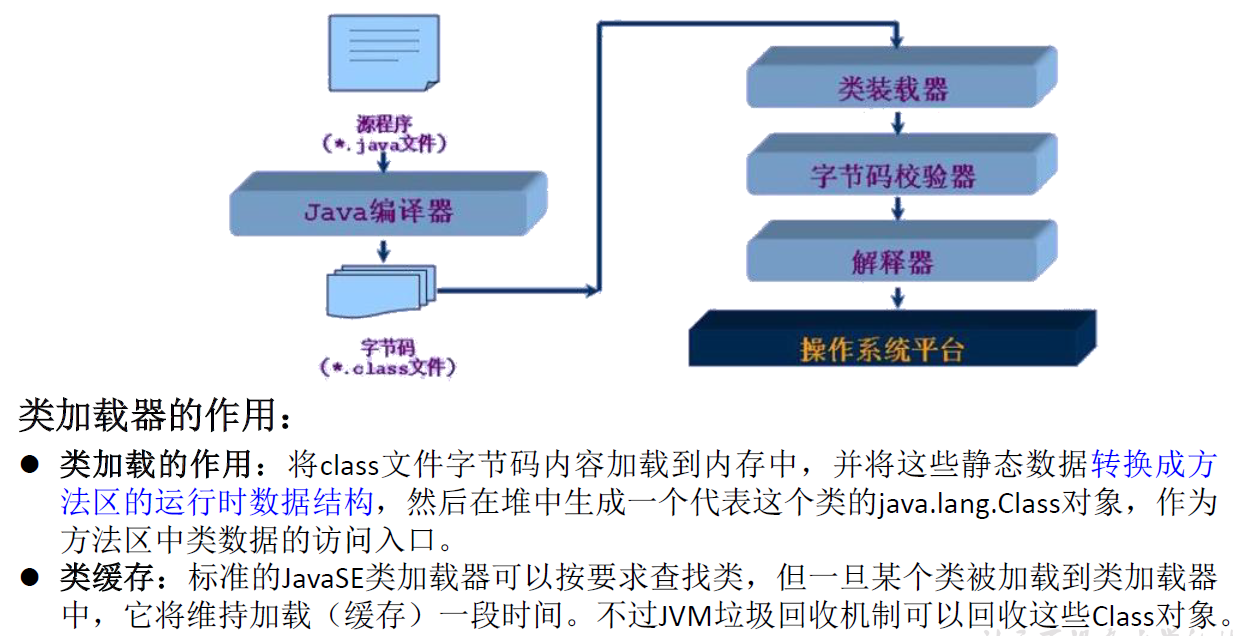 源程序
(*.java文件)
Java编译器
字节码
(*.class文件)
类装载器
字节码校验器
解释器
操作系统平台
类加载器的作用：
● 类加载的作用：将class文件字节码内容加载到内存中，并将这些静态数据转换成方
法区的运行时数据结构，然后在堆中生成一个代表这个类的java.lang.Class对象，作为
方法区中类数据的访问入口。
● 类缓存：标准的JavaSE类加载器可以按要求查找类，但一旦某个类被加载到类加载器
中，它将维持加载（缓存）一段时间。不过JVM垃圾回收机制可以回收这些Class对象。